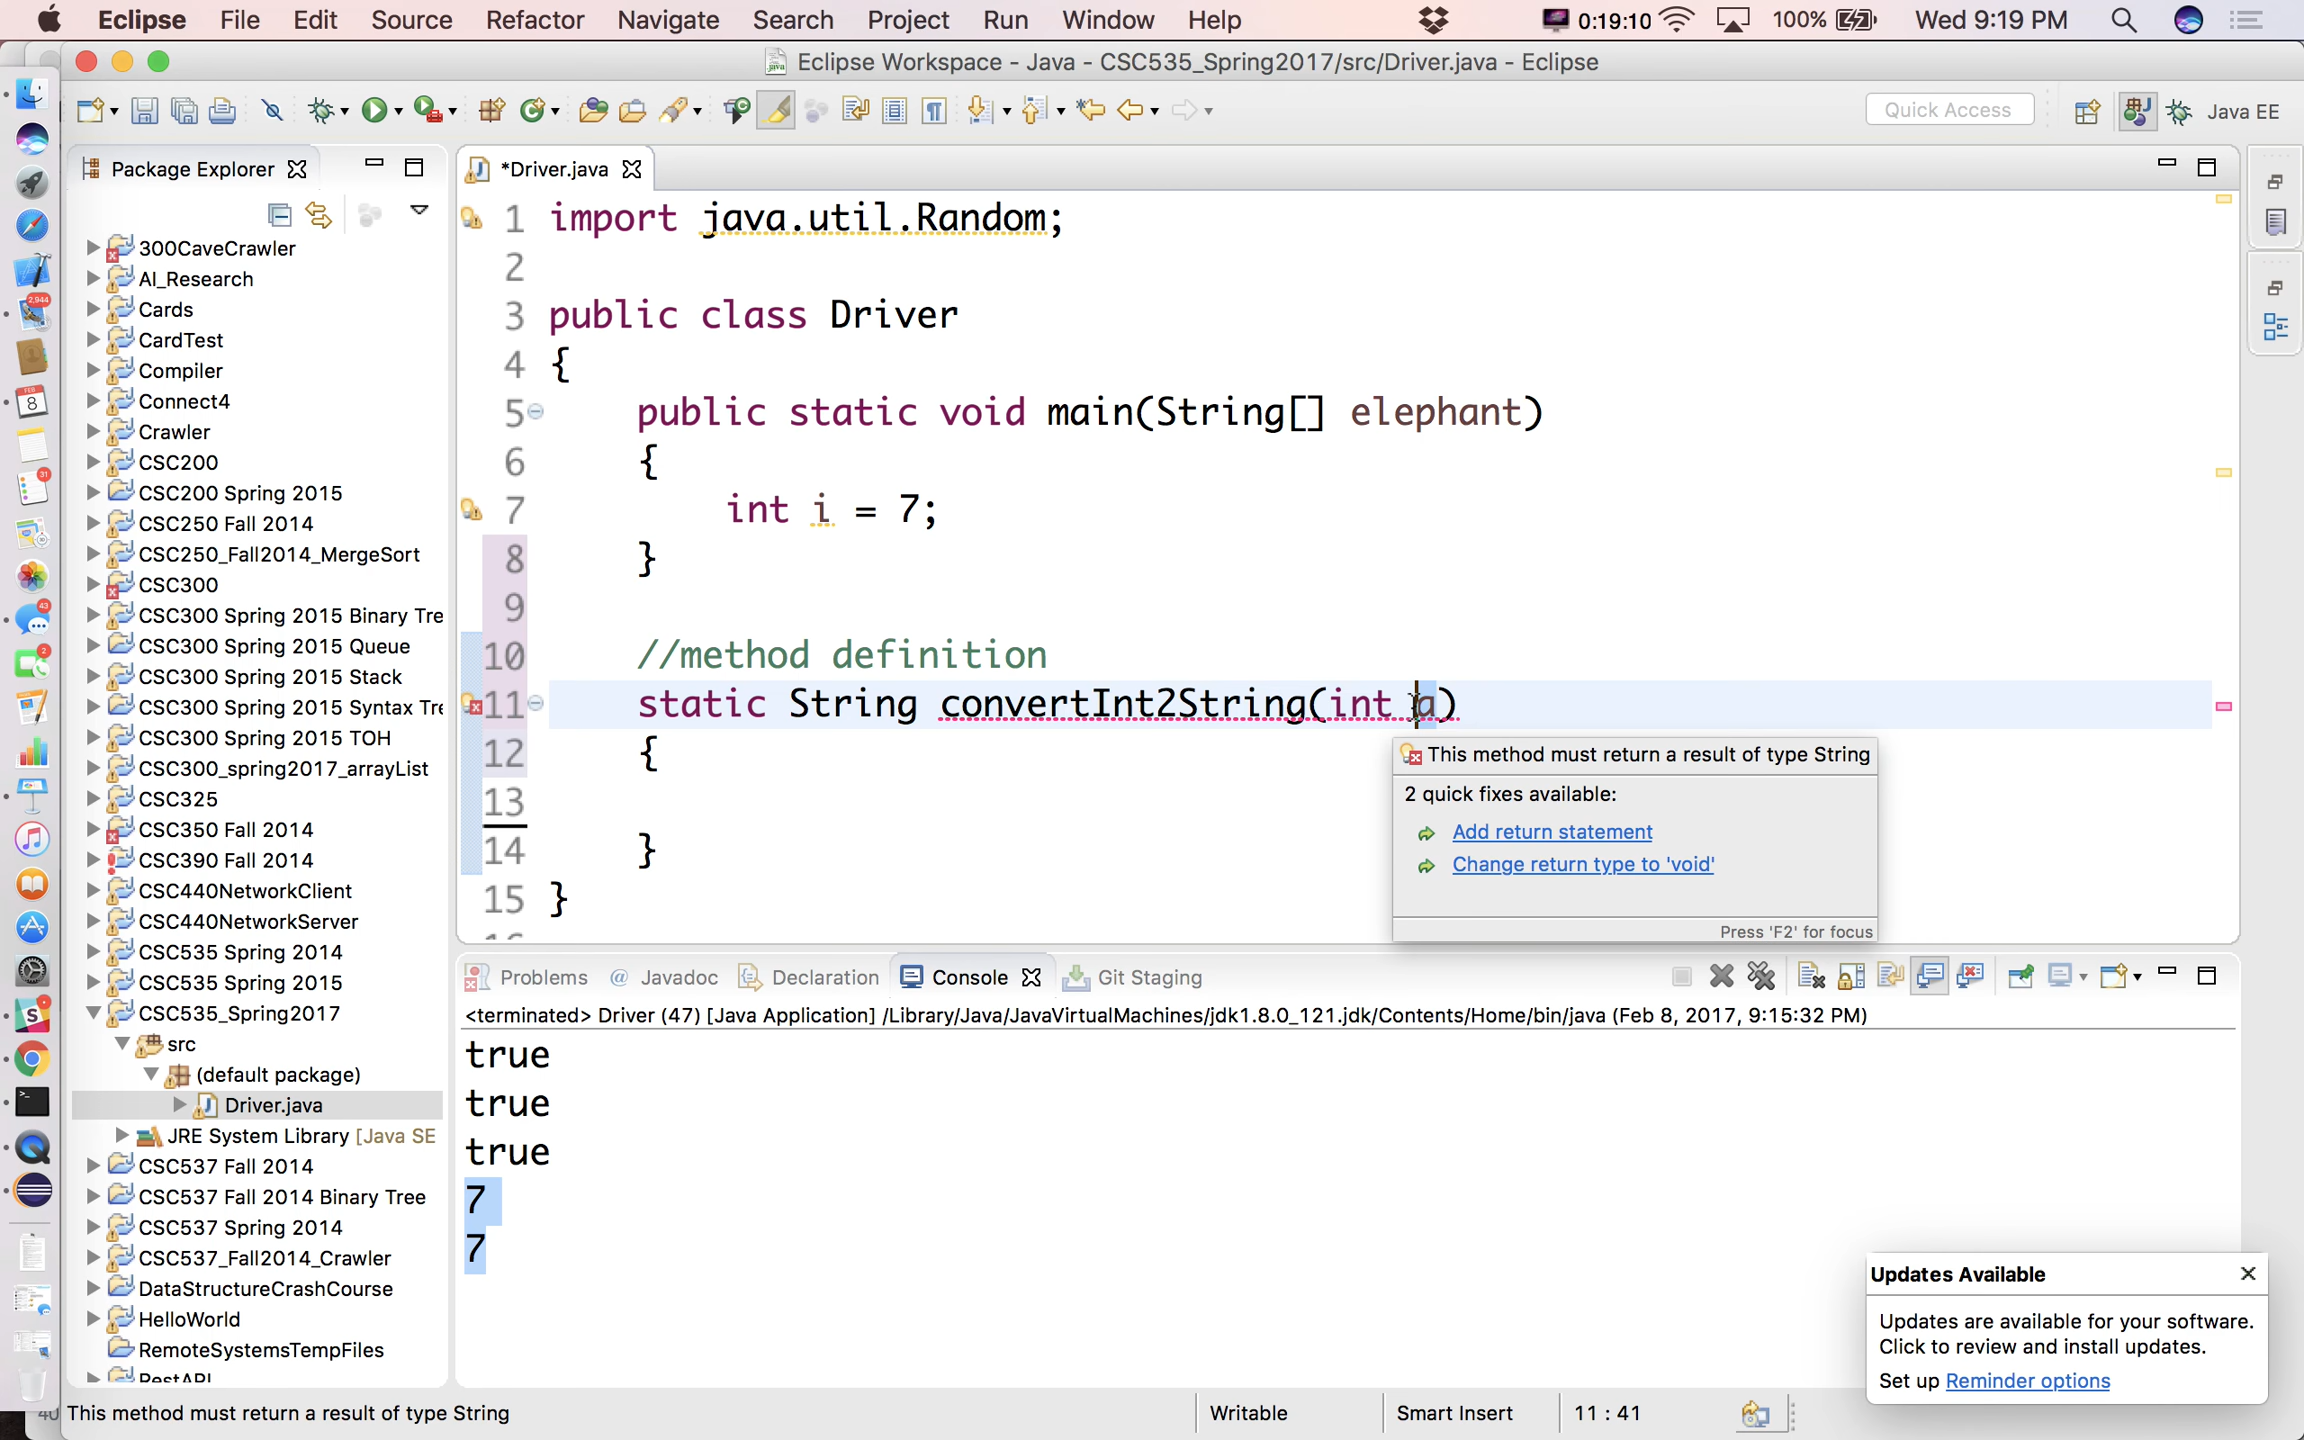 Eclipse File Edit Source Refactor Navigate Search Project Run Window Help 0:19:10 100% Wed 9:19 PM
Eclipse Workspace - Java - CSC535_Spring2017/src/Driver.java - Eclipse
Quick Access
Java EE
Package Explorer
300CaveCrawler
AI_Research
Cards
CardTest
Compiler
Connect4
Crawler
CSC200
CSC200 Spring 2015
CSC250 Fall 2014
CSC250_Fall2014_MergeSort
CSC300
CSC300 Spring 2015 Binary Tre
CSC300 Spring 2015 Queue
CSC300 Spring 2015 Stack
CSC300 Spring 2015 Syntax Tre
CSC300 Spring 2015 TOH
CSC300_spring2017_arrayList
CSC325
CSC350 Fall 2014
CSC390 Fall 2014
CSC440NetworkClient
CSC440NetworkServer
CSC535 Spring 2014
CSC535 Spring 2015
CSC535_Spring2017
src
(default package)
Driver.java
JRE System Library [Java SE
CSC537 Fall 2014
CSC537 Fall 2014 Binary Tree
CSC537 Spring 2014
CSC537_Fall2014_Crawler
DataStructureCrashCourse
HelloWorld
RemoteSystemsTempFiles
RestAPI
*Driver.java
1 import java.util.Random;
2
3 public class Driver
4 {
5 public static void main(String[] elephant)
6 {
7 int i = 7;
8 }
9
10 //method definition
11 static String convertInt2String(int a)
12 {
13
14 }
15 }
This method must return a result of type String
2 quick fixes available:
Add return statement
Change return type to 'void'
Press 'F2' for focus
Problems @ Javadoc Declaration Console Git Staging
<terminated> Driver (47) [Java Application] /Library/Java/JavaVirtualMachines/jdk1.8.0_121.jdk/Contents/Home/bin/java (Feb 8, 2017, 9:15:32 PM)
true
true
true
7
7
Updates Available
Updates are available for your software.
Click to review and install updates.
Set up Reminder options
This method must return a result of type String
Writable
Smart Insert
11 : 41
2,944
FEB
8
31
43
2